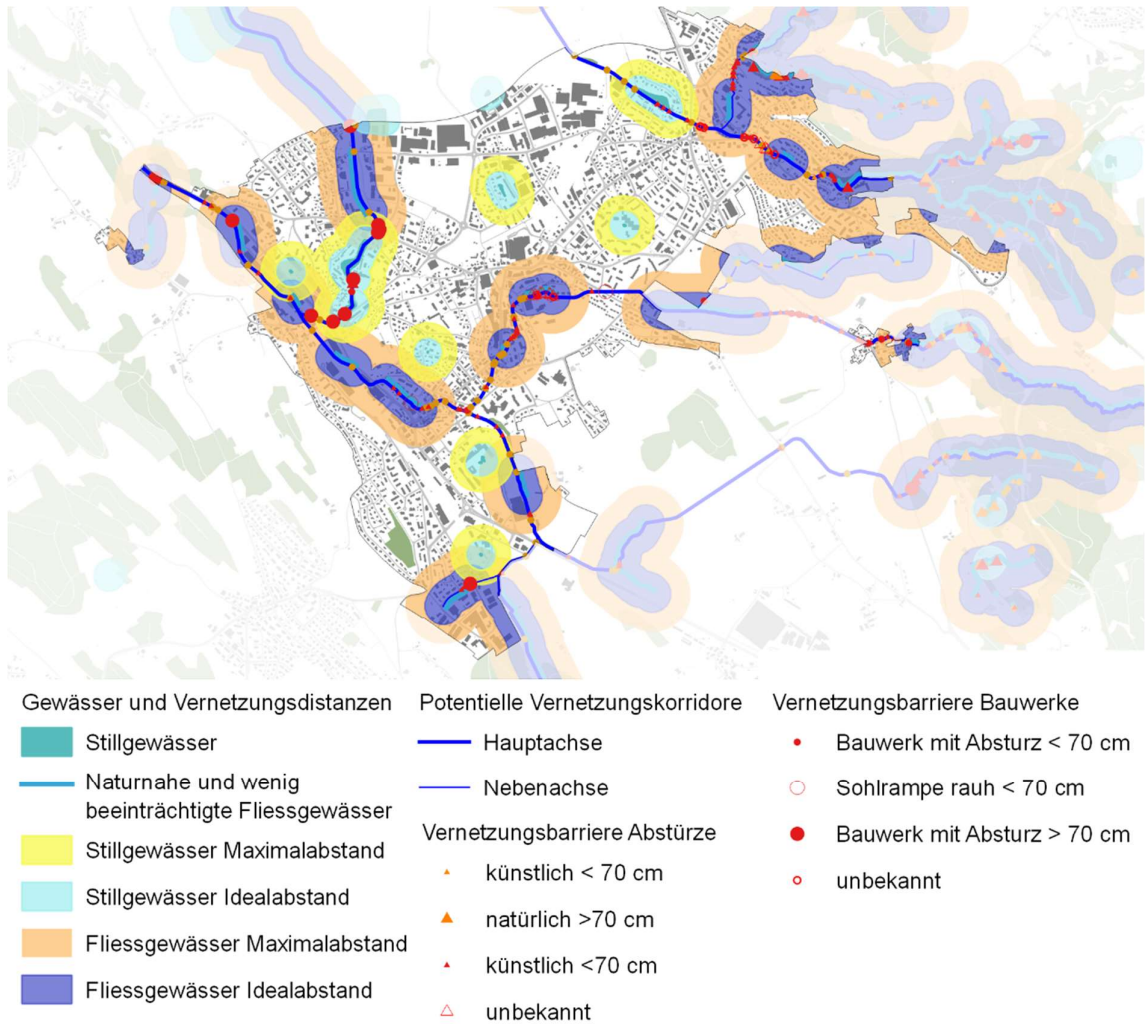 Gewässer und Vernetzungsdistanzen
Stillgewässer
Naturnahe und wenig
beeinträchtigte Fliessgewässer
Stillgewässer Maximalabstand
Stillgewässer Idealabstand
Fliessgewässer Maximalabstand
Fliessgewässer Idealabstand
Potentielle Vernetzungskorridore
Hauptachse
Nebenachse
Vernetzungsbarriere Abstürze
künstlich < 70 cm
natürlich >70 cm
künstlich <70 cm
unbekannt
Vernetzungsbarriere Bauwerke
Bauwerk mit Absturz < 70 cm
Sohlrampe rauh < 70 cm
Bauwerk mit Absturz > 70 cm
unbekannt